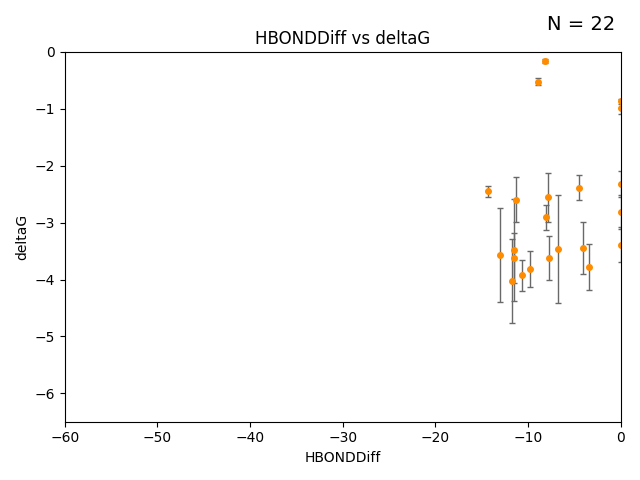 N = 22
HBONDDiff vs deltaG
0
−1
−2
−3
−4
−5
−6
deltaG
−60 −50 −40 −30 −20 −10 0
HBONDDiff